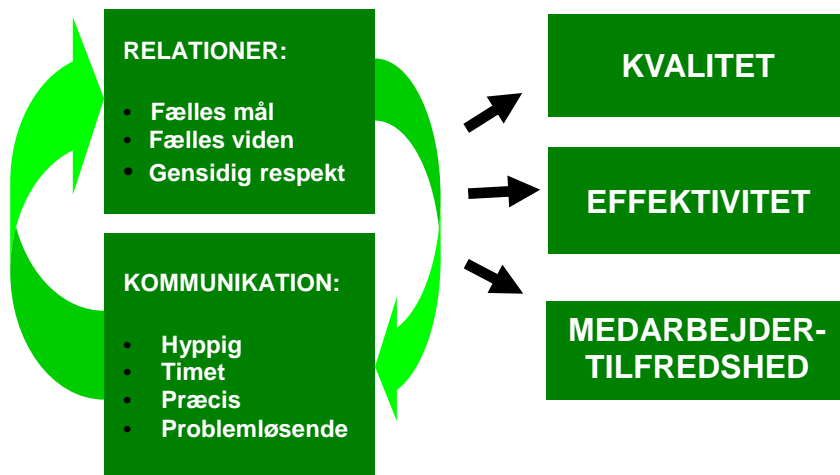 RELATIONER:
• Fælles mål
• Fælles viden
• Gensidig respekt
KOMMUNIKATION:
• Hyppig
• Timet
• Præcis
• Problemløsende
KVALITET
EFFEKTIVITET
MEDARBEJDER-
TILFREDSHED